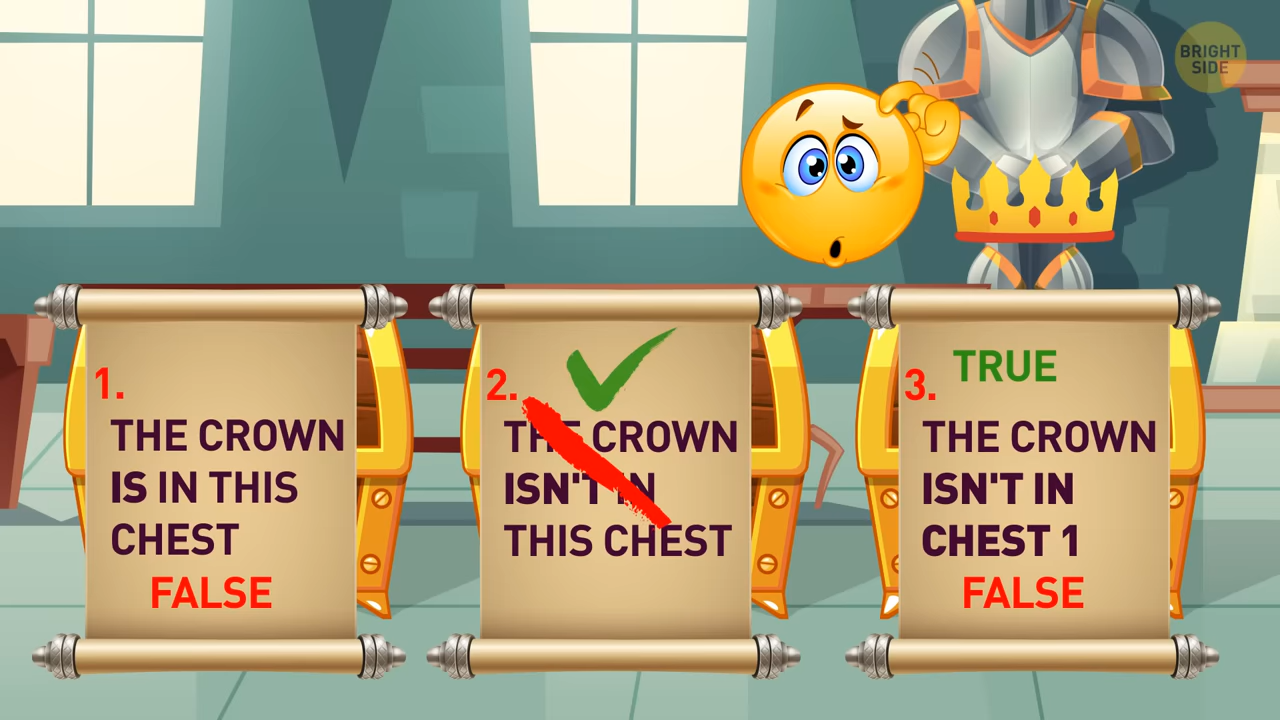 BRIGHT
SIDE
1.
THE CROWN
IS IN THIS
CHEST
FALSE
2.
THE CROWN
ISN'T IN
THIS CHEST
3.
TRUE
THE CROWN
ISN'T IN
CHEST 1
FALSE